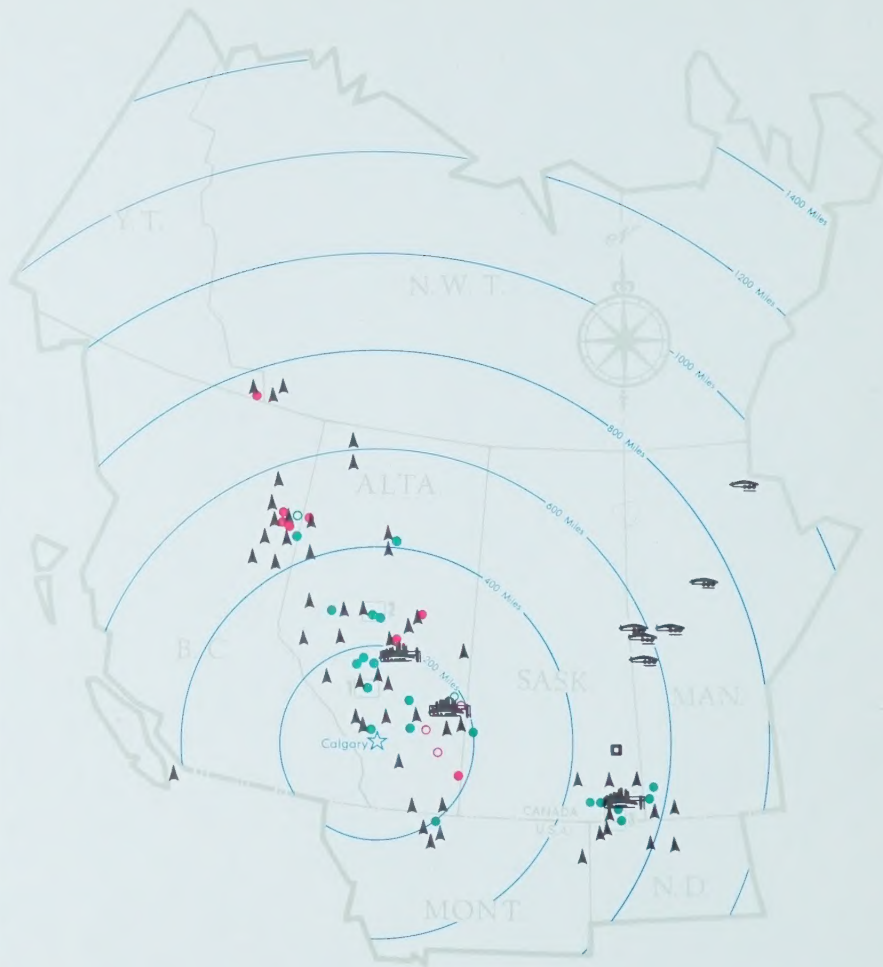 1400 Miles
Y.T.
1200 Miles
N.W.T.
1000 Miles
800 Miles
ALTA
600 Miles
400 Miles
B.C.
200 Miles
SASK
MAN.
Calgary
CANADA
U.S.A.
N.D.
MONT.